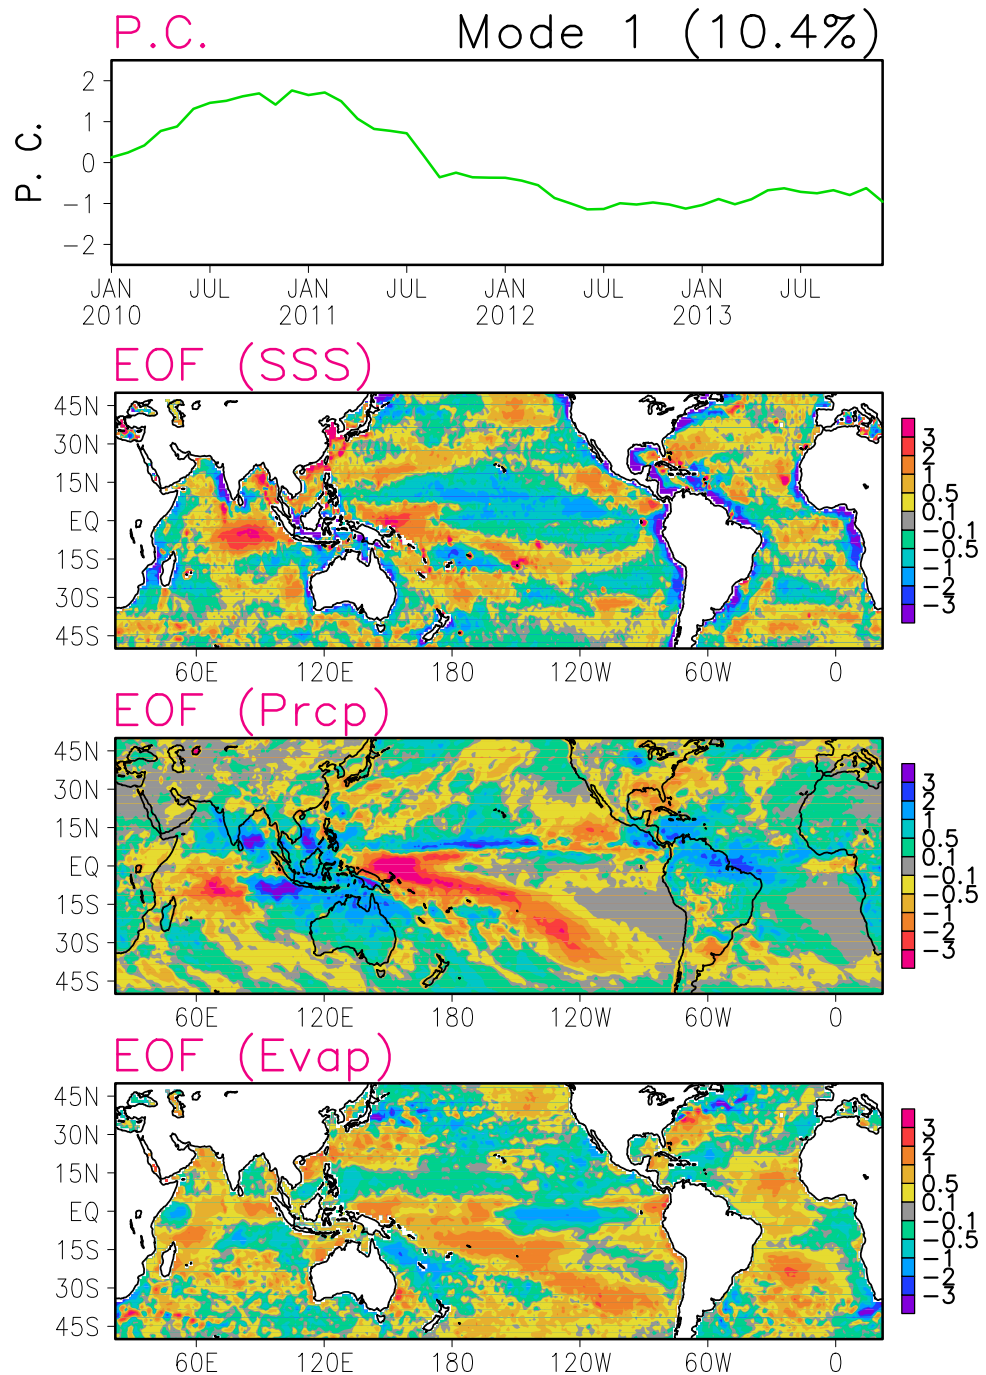 P.C. Mode 1 (10.4%)
P. C.
2
1
0
−1
−2
JAN JUL JAN JUL JAN JUL JAN JUL
2010 2011 2012 2013
EOF (SSS)
45N
30N
15N
EQ
15S
30S
45S
60E 120E 180 120W 60W 0
3
2
1
0.5
0.1
−0.1
−0.5
−1
−2
−3
EOF (Prcp)
45N
30N
15N
EQ
15S
30S
45S
60E 120E 180 120W 60W 0
3
2
1
0.5
0.1
−0.1
−0.5
−1
−2
−3
EOF (Evap)
45N
30N
15N
EQ
15S
30S
45S
60E 120E 180 120W 60W 0
3
2
1
0.5
0.1
−0.1
−0.5
−1
−2
−3